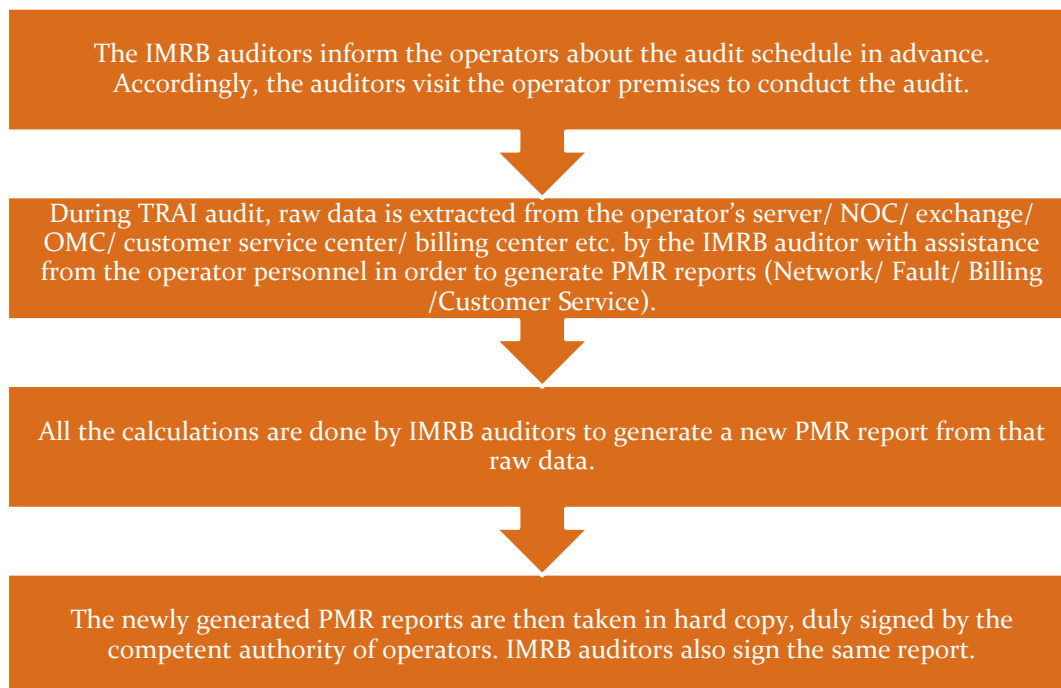 The IMRB auditors inform the operators about the audit schedule in advance.
Accordingly, the auditors visit the operator premises to conduct the audit.
During TRAI audit, raw data is extracted from the operator's server/ NOC/ exchange/
OMC/ customer service center/ billing center etc. by the IMRB auditor with assistance
from the operator personnel in order to generate PMR reports (Network/ Fault/ Billing
/Customer Service).
All the calculations are done by IMRB auditors to generate a new PMR report from that
raw data.
The newly generated PMR reports are then taken in hard copy, duly signed by the
competent authority of operators. IMRB auditors also sign the same report.